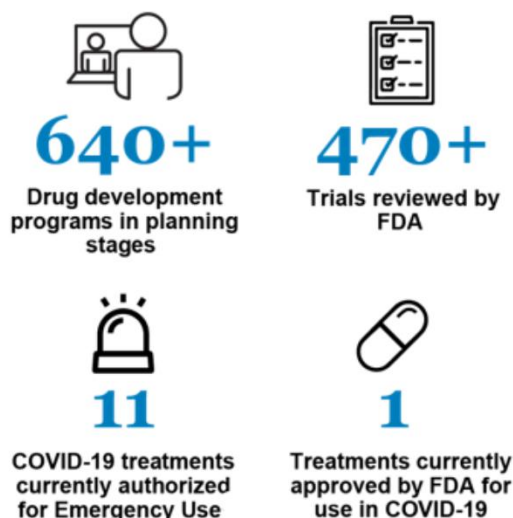 640+
Drug development
programs in planning
stages
470+
Trials reviewed by
FDA
11
COVID-19 treatments
currently authorized
for Emergency Use
1
Treatments currently
approved by FDA for
use in COVID-19